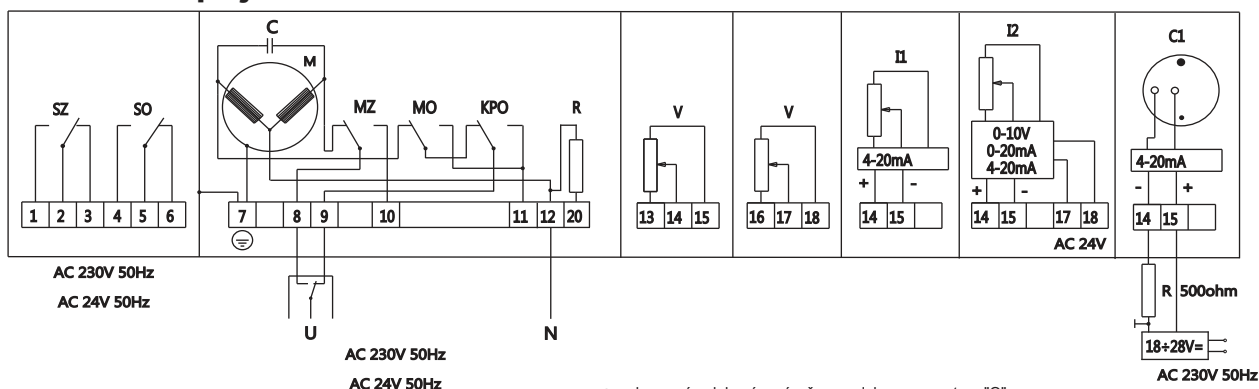 C
M
SZ SO MZ MO KPO R
1 2 3 4 5 6
7 8 9 10 11 12 20
AC 230V 50Hz
AC 24V 50Hz
U N
AC 230V 50Hz
AC 24V 50Hz
V
13 14 15
V
16 17 18
I1
4-20mA
+ -
14 15
I2
0-10V
0-20mA
4-20mA
+ -
14 15 17 18
AC 24V
C1
4-20mA
- +
14 15
R 500ohm
18÷28V=
AC 230V 50Hz